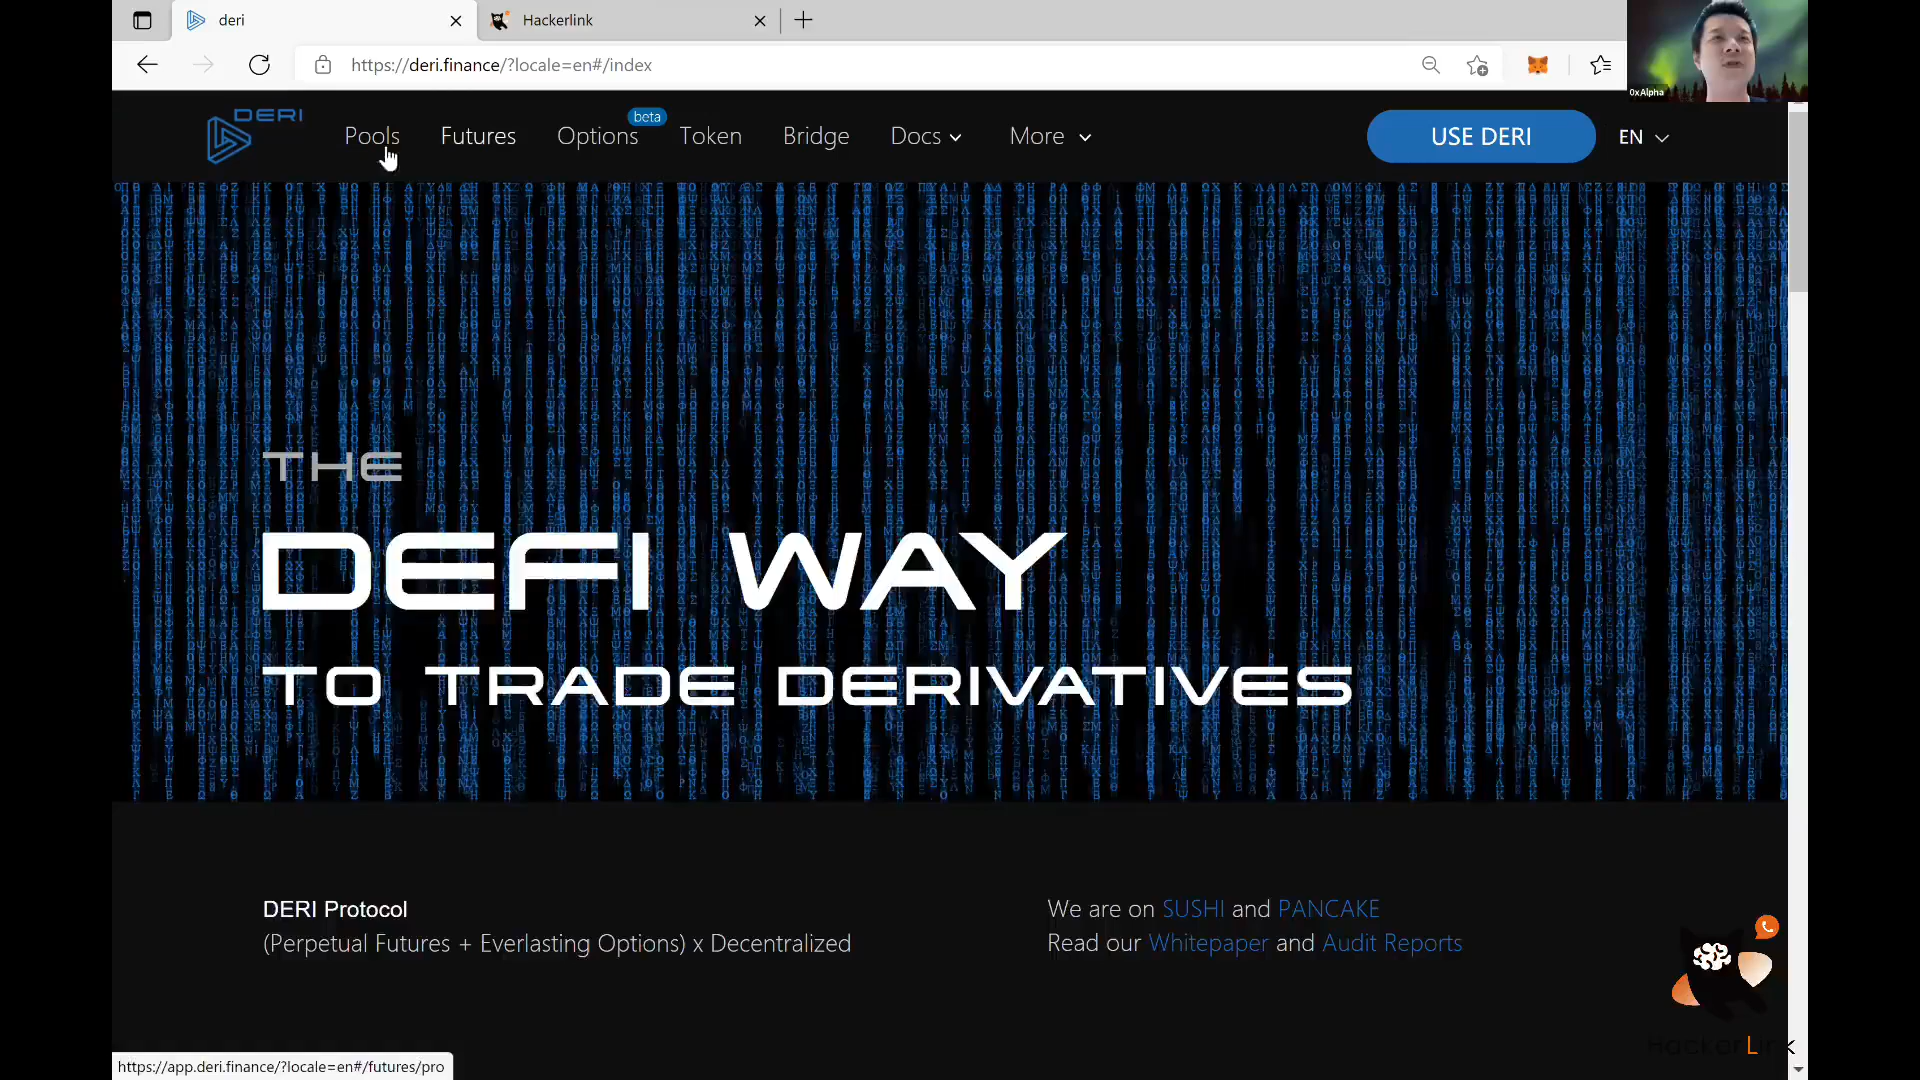 deri
Hackerlink
https://deri.finance/?locale=en#/index
0xAlpha
DERI
Pools
Futures
Options
beta
Token
Bridge
Docs
More
USE DERI
EN
THE
DEFI WAY
TO TRADE DERIVATIVES
DERI Protocol
(Perpetual Futures + Everlasting Options) x Decentralized
We are on SUSHI and PANCAKE
Read our Whitepaper and Audit Reports
HackerLink
https://app.deri.finance/?locale=en#/futures/pro